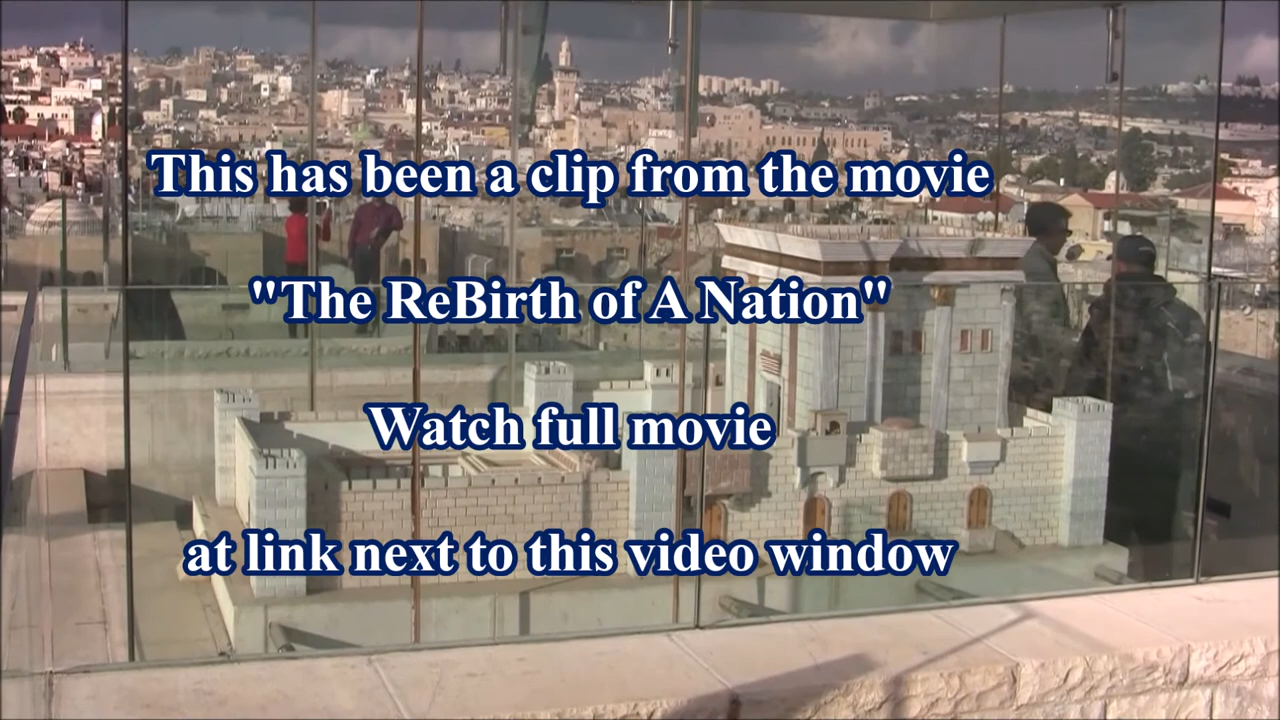 This has been a clip from the movie
"The ReBirth of A Nation"
Watch full movie
at link next to this video window